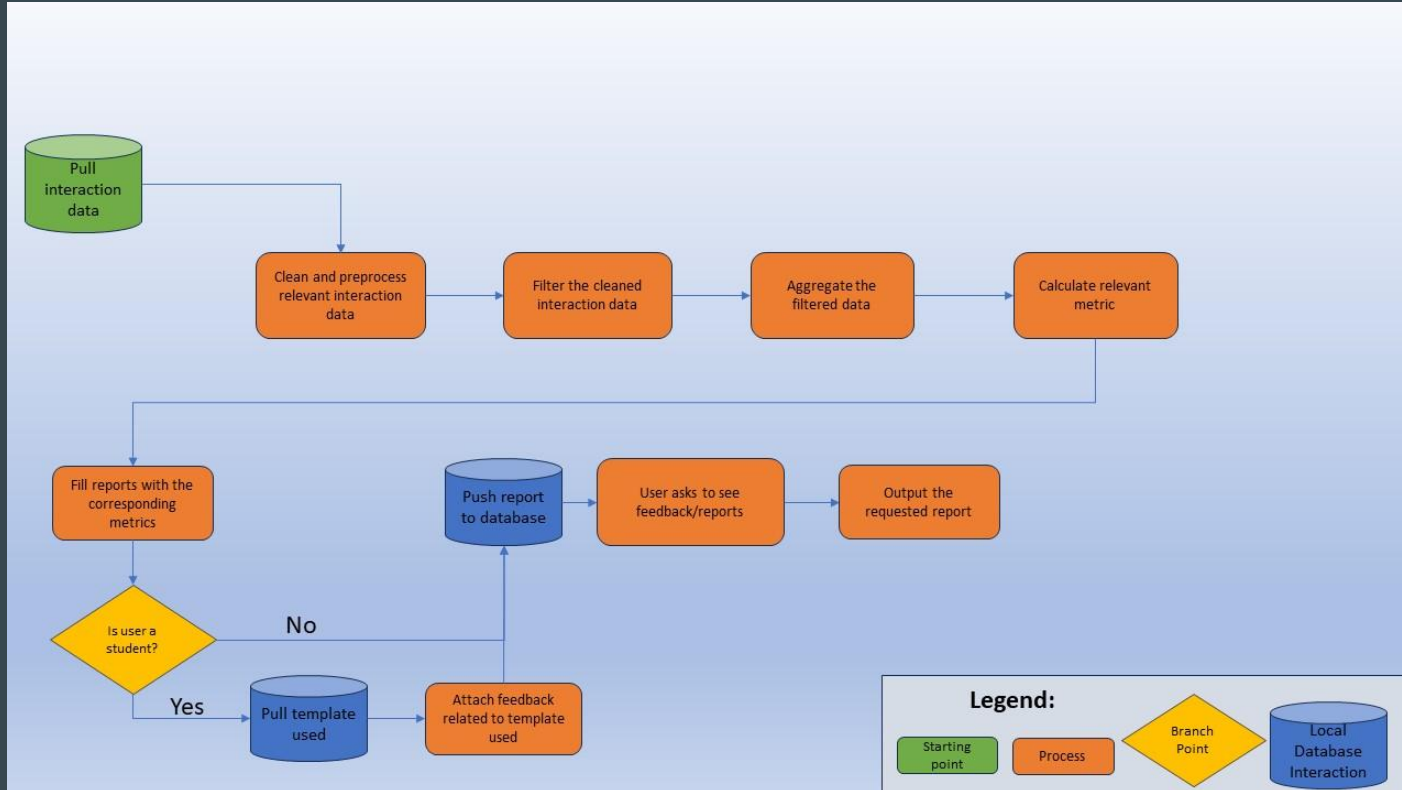 Pull
interaction
data
Clean and preprocess
relevant interaction
data
Filter the cleaned
interaction data
Aggregate the
filtered data
Calculate relevant
metric
Fill reports with the
corresponding
metrics
Push report
to database
User asks to see
feedback/reports
Output the
requested report
Is user a
student?
No
Yes
Pull template
used
Attach feedback
related to template
used
Legend:
Starting
point
Process
Branch
Point
Local
Database
Interaction